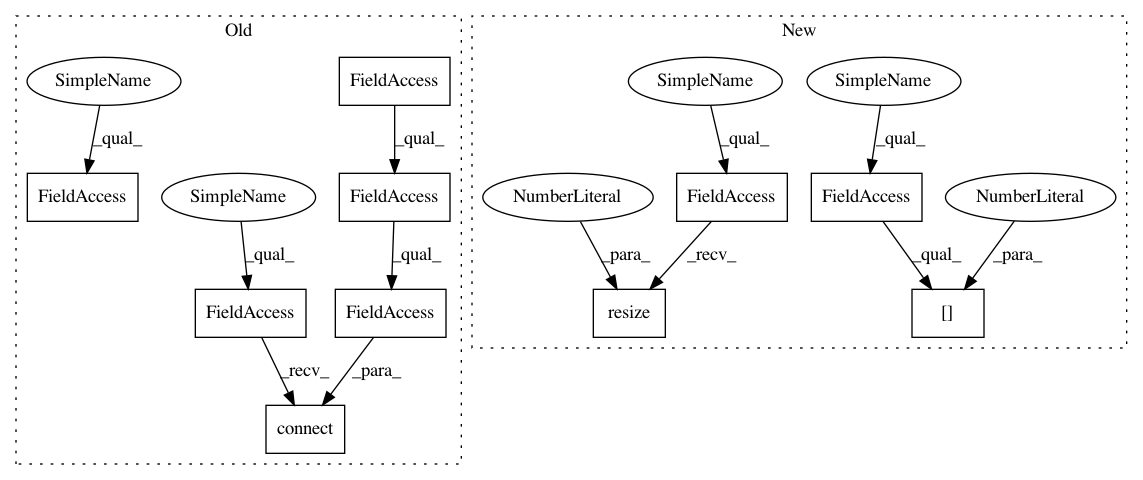 Old
New
SimpleName
FieldAccess
SimpleName
SimpleName
_qual_
_qual_
_qual_
_qual_
FieldAccess
SimpleName
FieldAccess
NumberLiteral
FieldAccess
FieldAccess
NumberLiteral
_qual_
_qual_
_para_
_recv_
_qual_
_para_
FieldAccess
FieldAccess
resize
[]
_recv_
_para_
connect